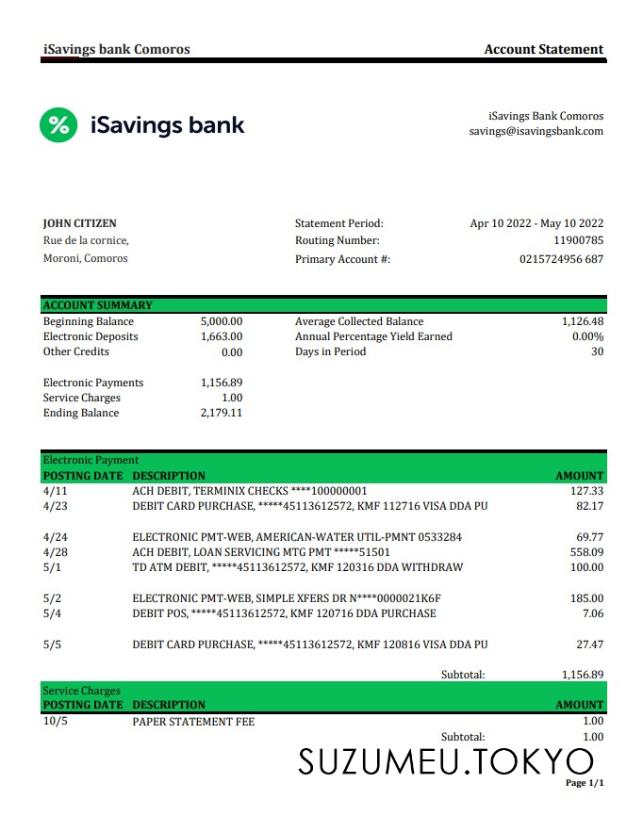 iSavings bank Comoros Account Statement
% iSavings bank
iSavings Bank Comoros
savings@isavingsbank.com
JOHN CITIZEN
Rue de la cornice,
Moroni, Comoros
Statement Period: Apr 10 2022 - May 10 2022
Routing Number: 11900785
Primary Account #: 0215724956 687
ACCOUNT SUMMARY
Beginning Balance 5,000.00 Average Collected Balance 1,126.48
Electronic Deposits 1,663.00 Annual Percentage Yield Earned 0.00%
Other Credits 0.00 Days in Period 30
Electronic Payments 1,156.89
Service Charges 1.00
Ending Balance 2,179.11
Electronic Payment
POSTING DATE DESCRIPTION AMOUNT
4/11 ACH DEBIT, TERMINIX CHECKS ****100000001 127.33
4/23 DEBIT CARD PURCHASE, *****45113612572, KMF 112716 VISA DDA PU 82.17
4/24 ELECTRONIC PMT-WEB, AMERICAN-WATER UTIL-PMNT 0533284 69.77
4/28 ACH DEBIT, LOAN SERVICING MTG PMT *****51501 558.09
5/1 TD ATM DEBIT, *****45113612572, KMF 120316 DDA WITHDRAW 100.00
5/2 ELECTRONIC PMT-WEB, SIMPLE XFERS DR N****0000021K6F 185.00
5/4 DEBIT POS, *****45113612572, KMF 120716 DDA PURCHASE 7.06
5/5 DEBIT CARD PURCHASE, *****45113612572, KMF 120816 VISA DDA PU 27.47
Subtotal: 1,156.89
Service Charges
POSTING DATE DESCRIPTION AMOUNT
10/5 PAPER STATEMENT FEE 1.00
Subtotal: 1.00
SUZUMEU.TOKYO
Page 1/1